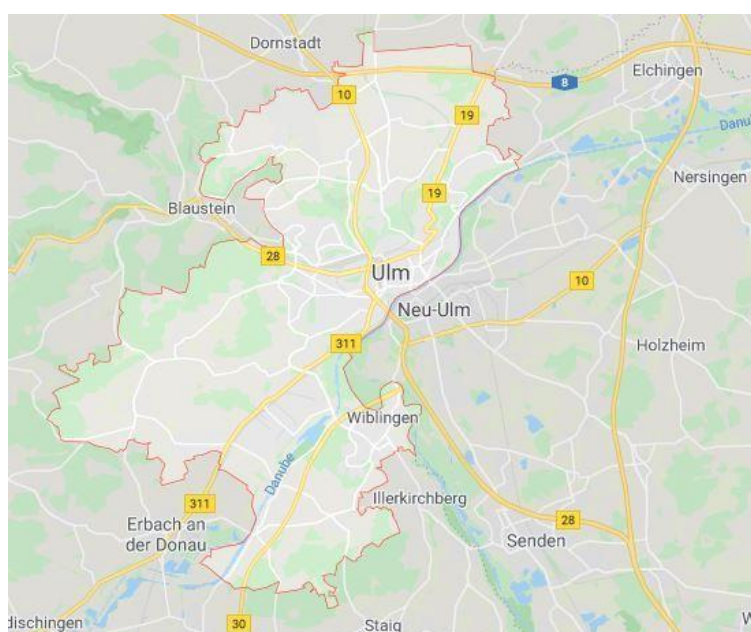 Dornstadt
Elchingen
8
10
19
Danu
Nersingen
19
Blaustein
28
Ulm
10
Neu-Ulm
311
Holzheim
Wiblingen
Danube
Illerkirchberg
311
28
Erbach an
der Donau
Senden
30
dischingen
Staig
W